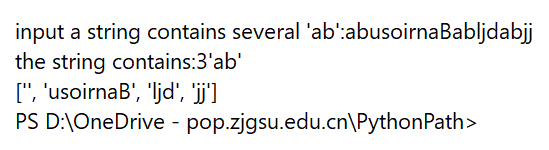 input a string contains several 'ab':abusoirnaBabljdabjj
the string contains:3'ab'
['', 'usoirnaB', 'ljd', 'jj']
PS D:\OneDrive - pop.zjgsu.edu.cn\PythonPath>